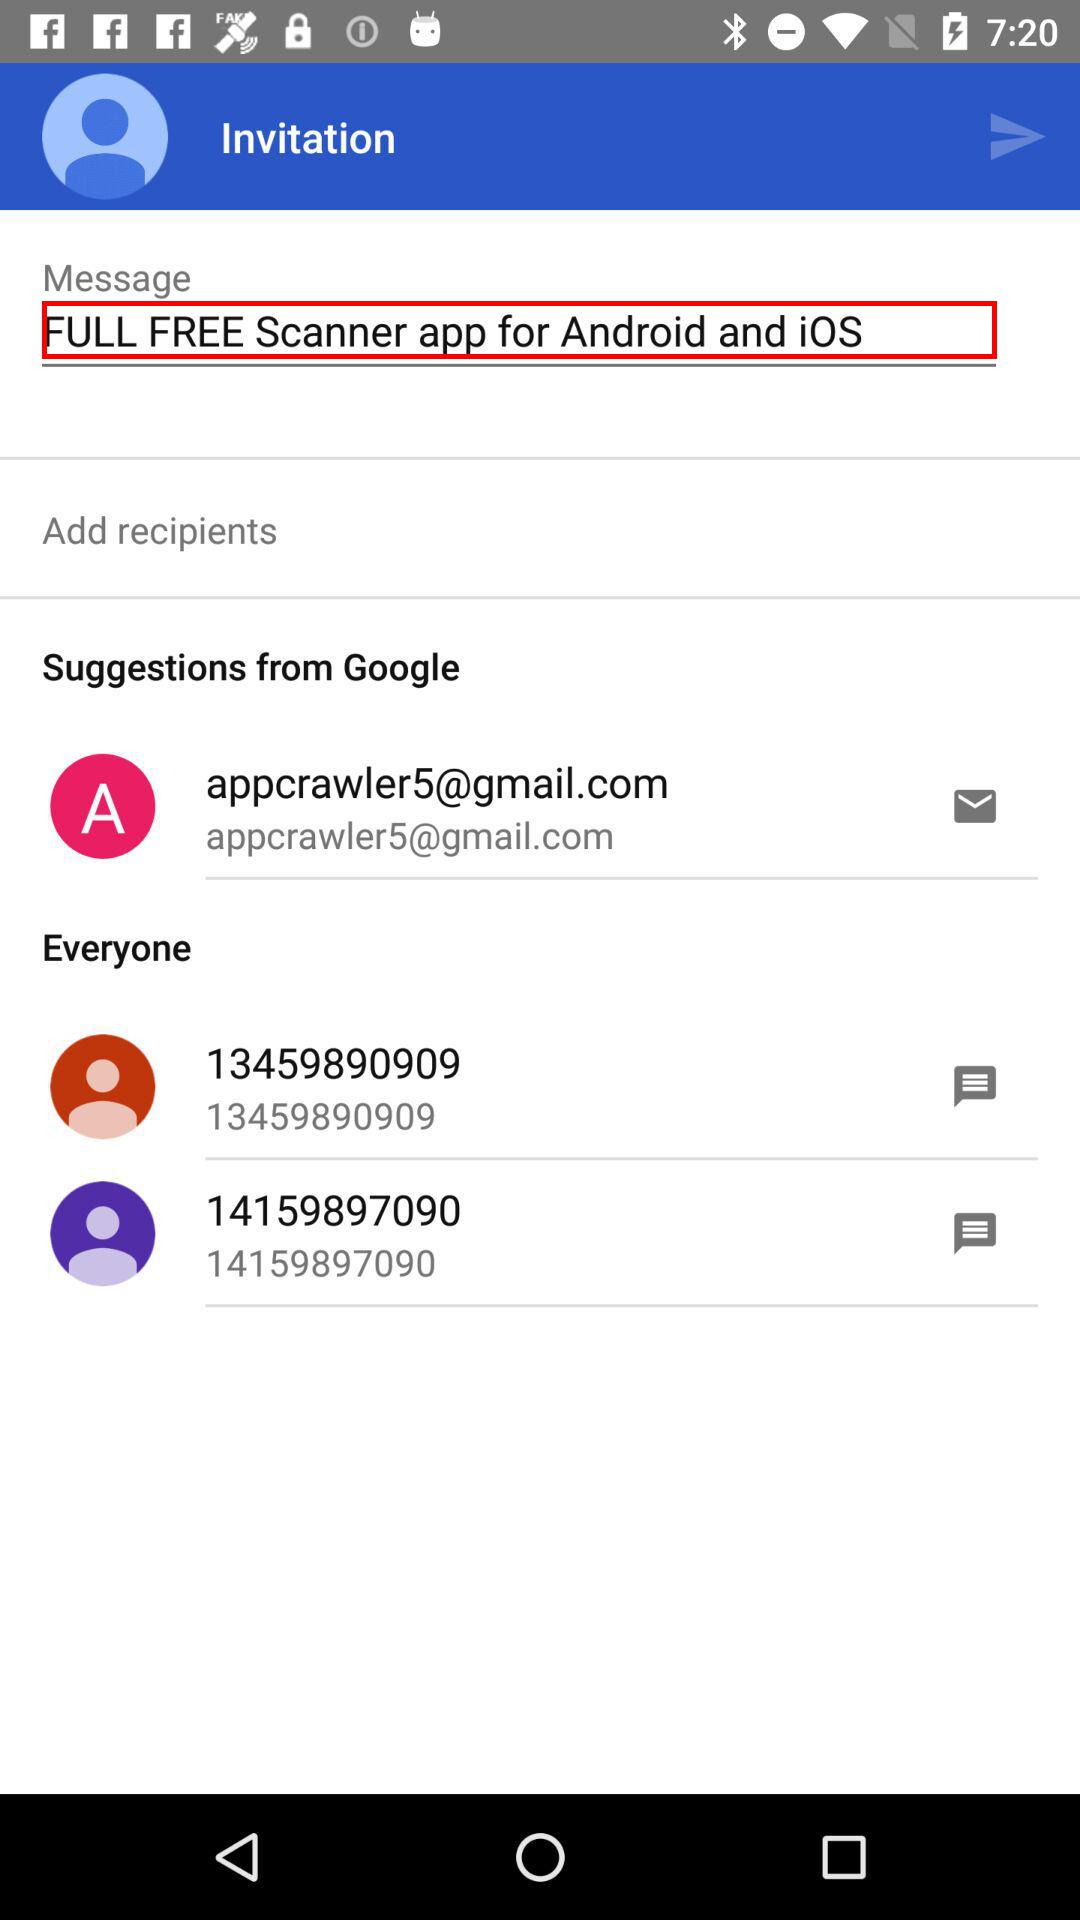 FAKE
7:20
Invitation
Message
FULL FREE Scanner app for Android and iOS
Add recipients
Suggestions from Google
A
appcrawler5@gmail.com
appcrawler5@gmail.com
Everyone
13459890909
13459890909
14159897090
14159897090